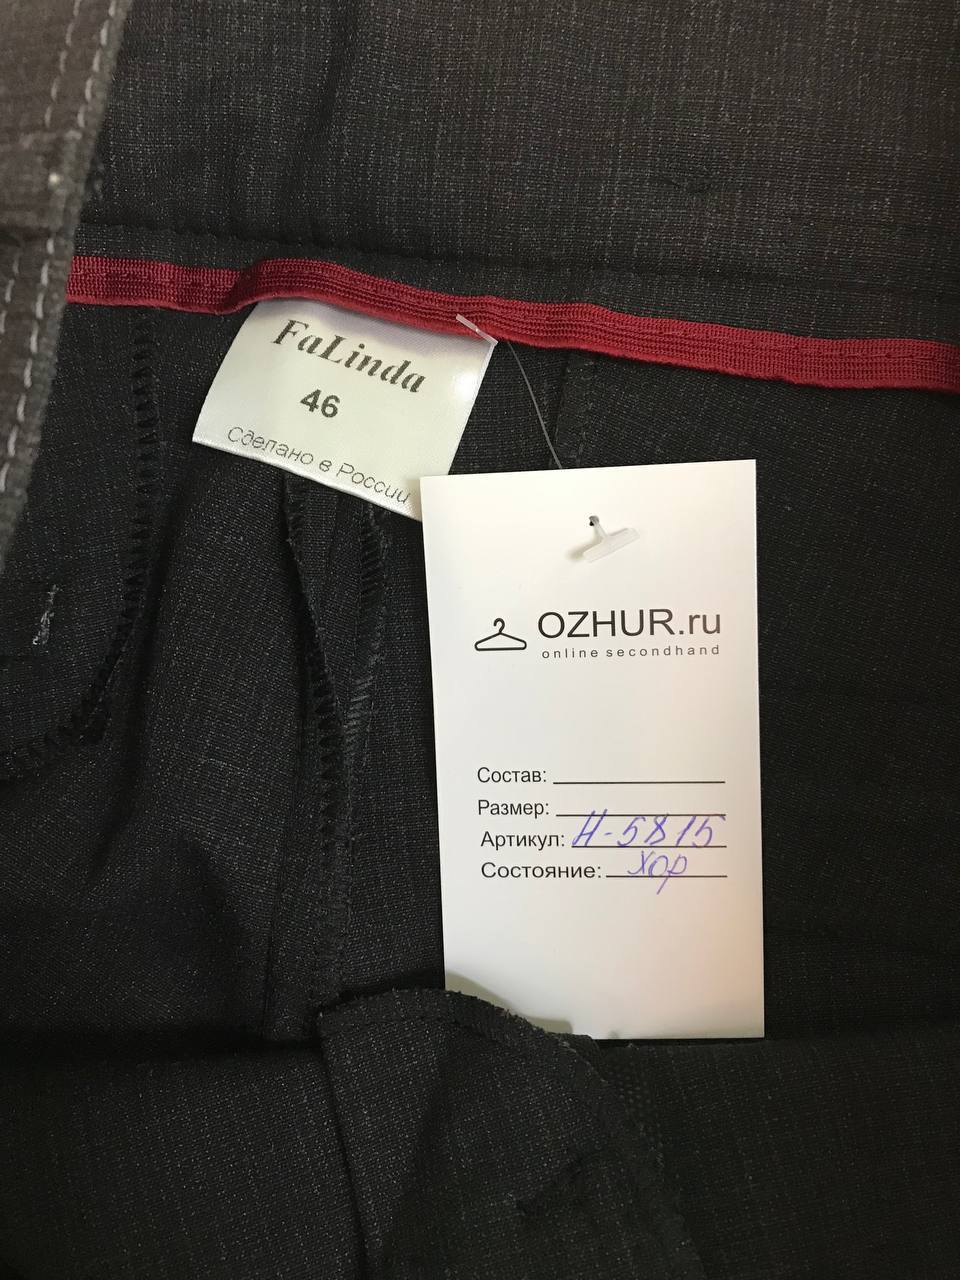 FaLinda
46
Сделано в России
OZHUR.ru
online secondhand
Состав:
Размер:
Артикул: Н-5815
Состояние: хор